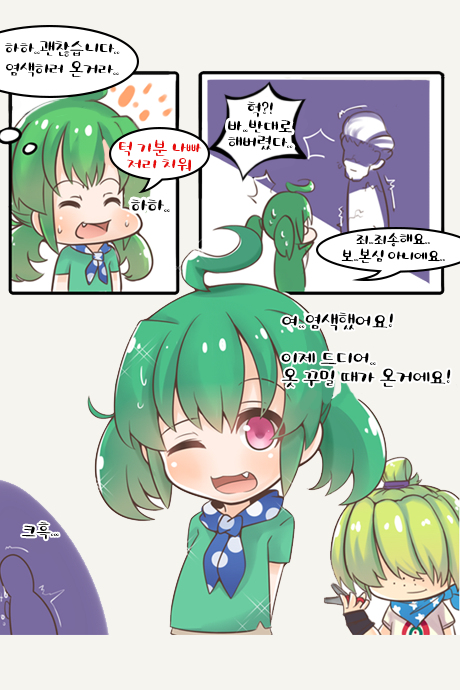 하하..괜찮습니다..
염색하러 온거라..
턱 기분 나빠
저리 치워
하하..
헉?!
바..반대로
해버렸다..
죄..죄송해요..
보..본심 아니에요..
여..염색했어요!
이제 드디어..
옷 꾸밀 때가 온거에요!
크흑...